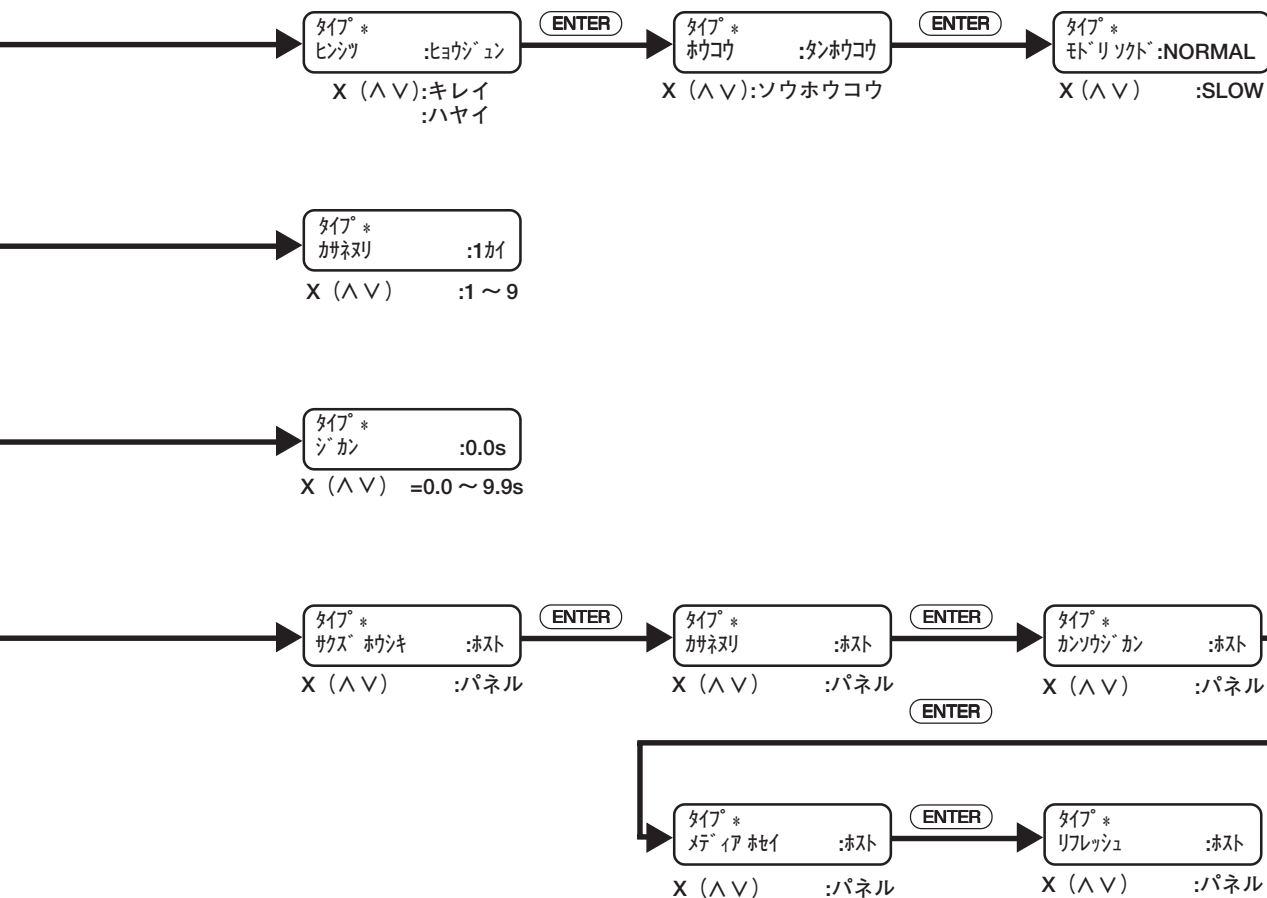 ﾀｲﾌﾟ *
ﾋﾝｼﾂ :ﾋｮｳｼﾞｭﾝ
ENTER
ﾀｲﾌﾟ *
ﾎｳｺｳ :ﾀﾝﾎｳｺｳ
ENTER
ﾀｲﾌﾟ *
ﾓﾄﾞﾘ ｿｸﾄﾞ:NORMAL
X（∧∨）:キレイ
:ハヤイ
X（∧∨）:ソウホウコウ
X（∧∨） :SLOW
ﾀｲﾌﾟ *
ｶｻﾈﾇﾘ :1ｶｲ
X（∧∨） :1～9
ﾀｲﾌﾟ *
ｼﾞｶﾝ :0.0s
X（∧∨） =0.0～9.9s
ﾀｲﾌﾟ *
ｻｸｽﾞ ﾎｳｼｷ :ﾎｽﾄ
ENTER
ﾀｲﾌﾟ *
ｶｻﾈﾇﾘ :ﾎｽﾄ
ENTER
ﾀｲﾌﾟ *
ｶﾝｿｳｼﾞｶﾝ :ﾎｽﾄ
X（∧∨） :パネル
X（∧∨） :パネル
X（∧∨） :パネル
ENTER
ﾀｲﾌﾟ *
ﾒﾃﾞｨｱ ﾎｾｲ :ﾎｽﾄ
ENTER
ﾀｲﾌﾟ *
ﾘﾌﾚｯｼｭ :ﾎｽﾄ
X（∧∨） :パネル
X（∧∨） :パネル